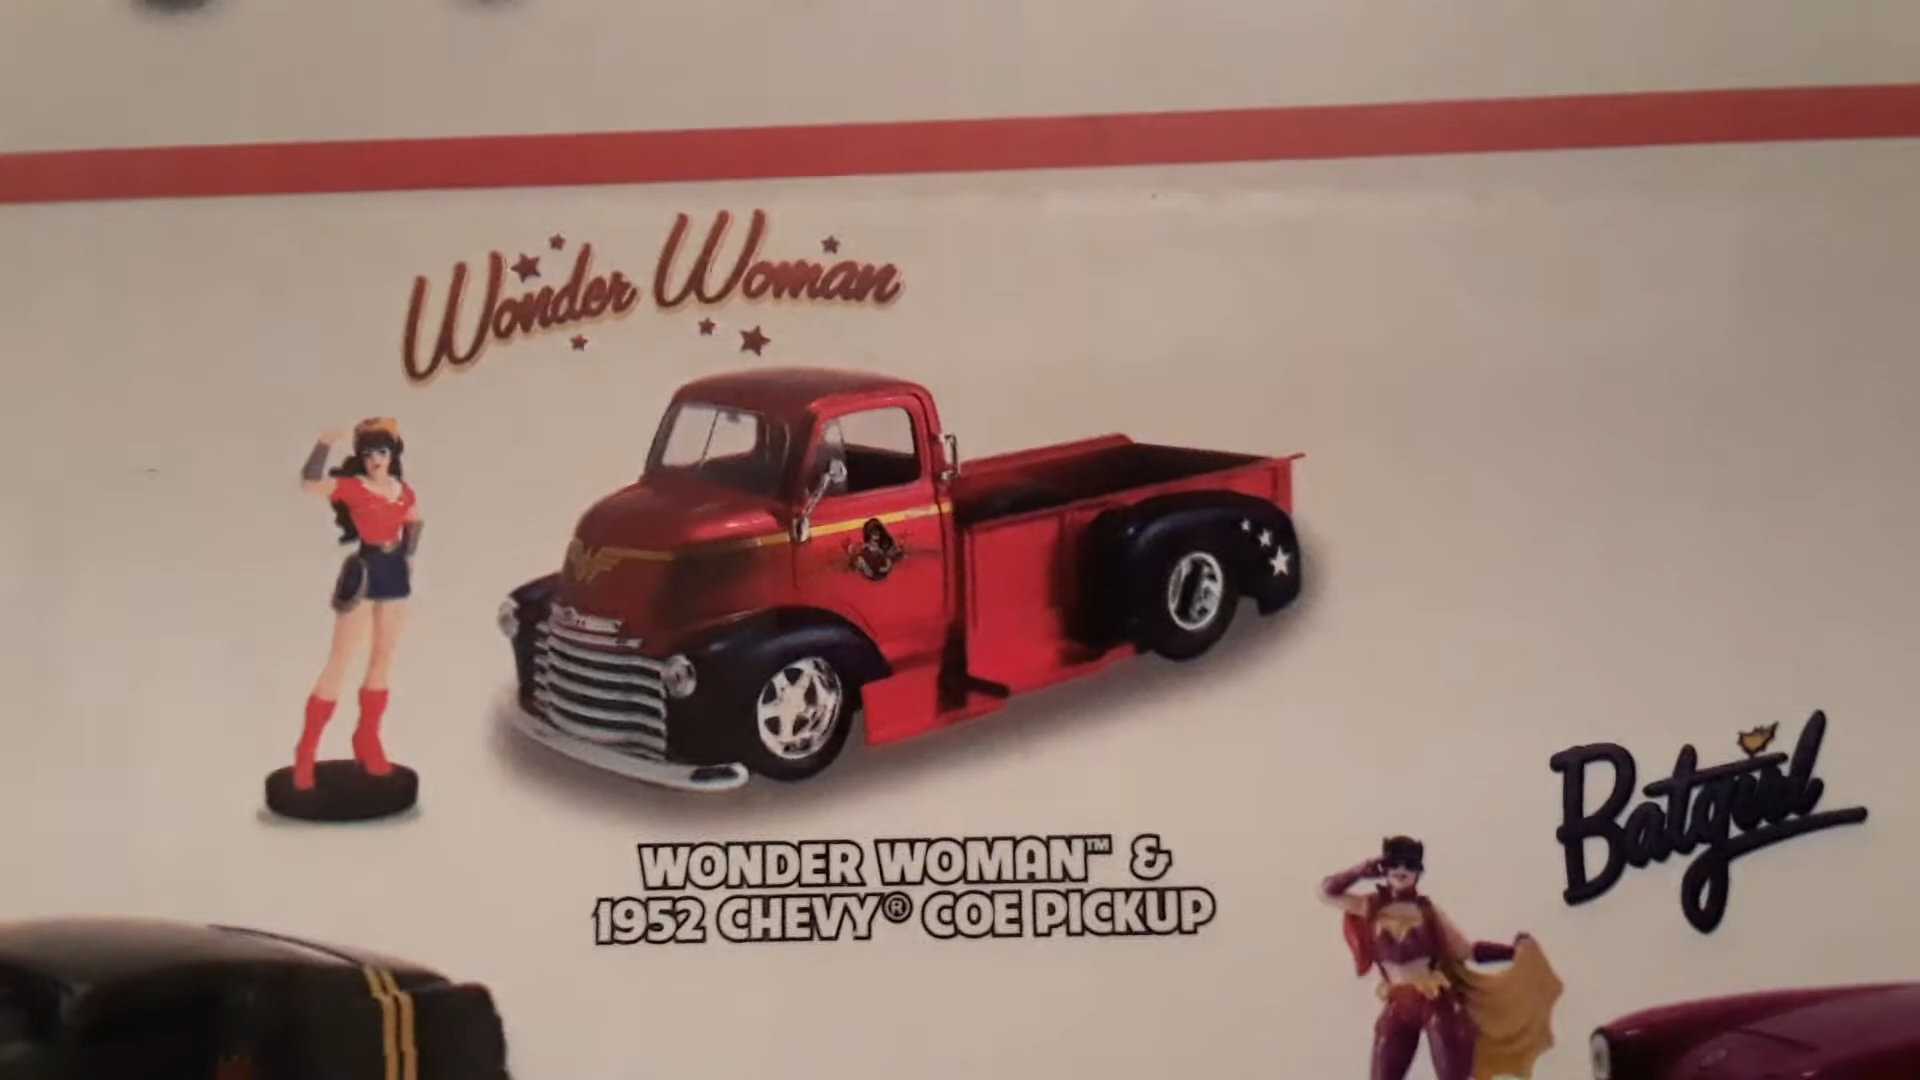 Wonder Woman
WONDER WOMAN™ &
1952 CHEVY® COE PICKUP
Batgirl